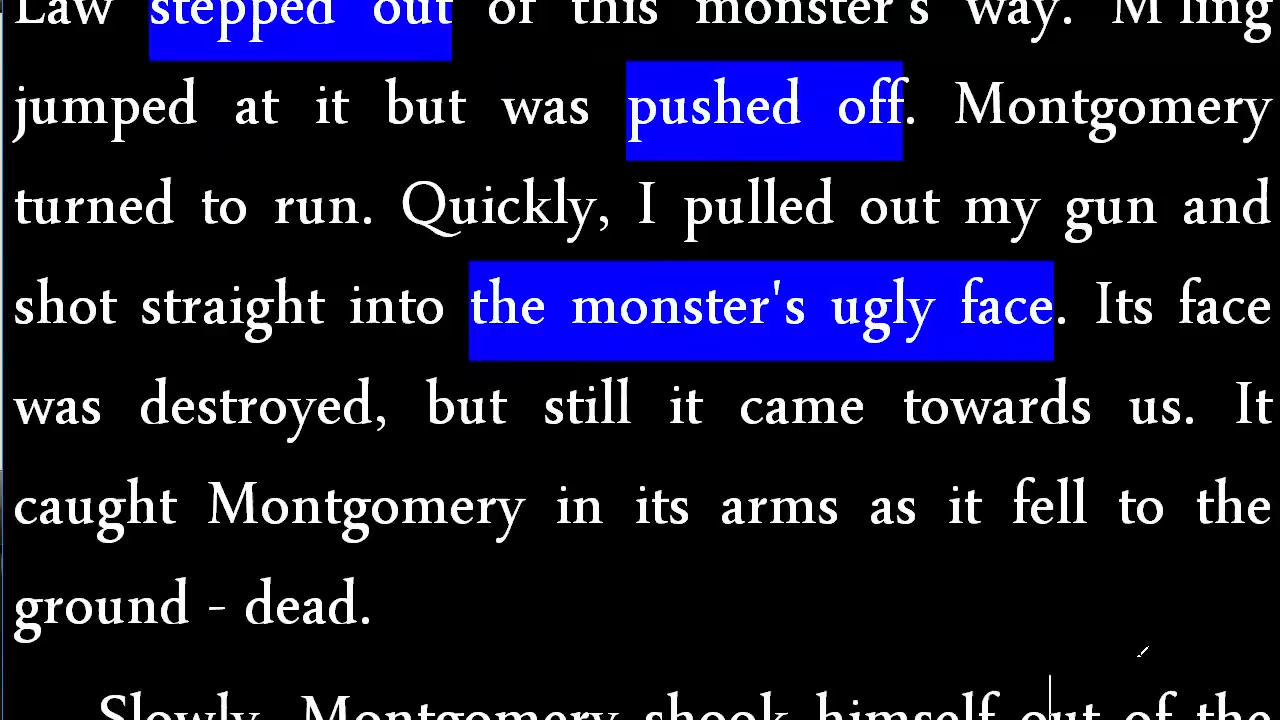 Law stepped out of this monster's way. M'ling
jumped at it but was pushed off. Montgomery
turned to run. Quickly, I pulled out my gun and
shot straight into the monster's ugly face. Its face
was destroyed, but still it came towards us. It
caught Montgomery in its arms as it fell to the
ground - dead.
Slowly, Montgomery shook himself out of the